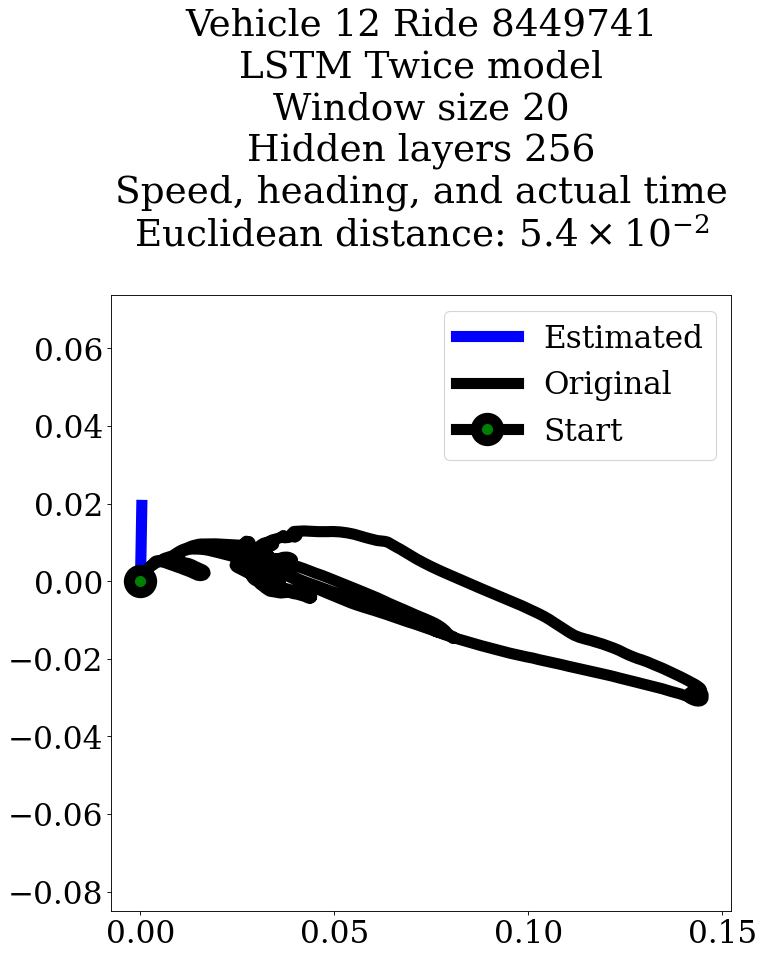 Vehicle 12 Ride 8449741
LSTM Twice model
Window size 20
Hidden layers 256
Speed, heading, and actual time
Euclidean distance: 5.4 × 10⁻²
Estimated
Original
Start
0.06
0.04
0.02
0.00
−0.02
−0.04
−0.06
−0.08
0.00 0.05 0.10 0.15